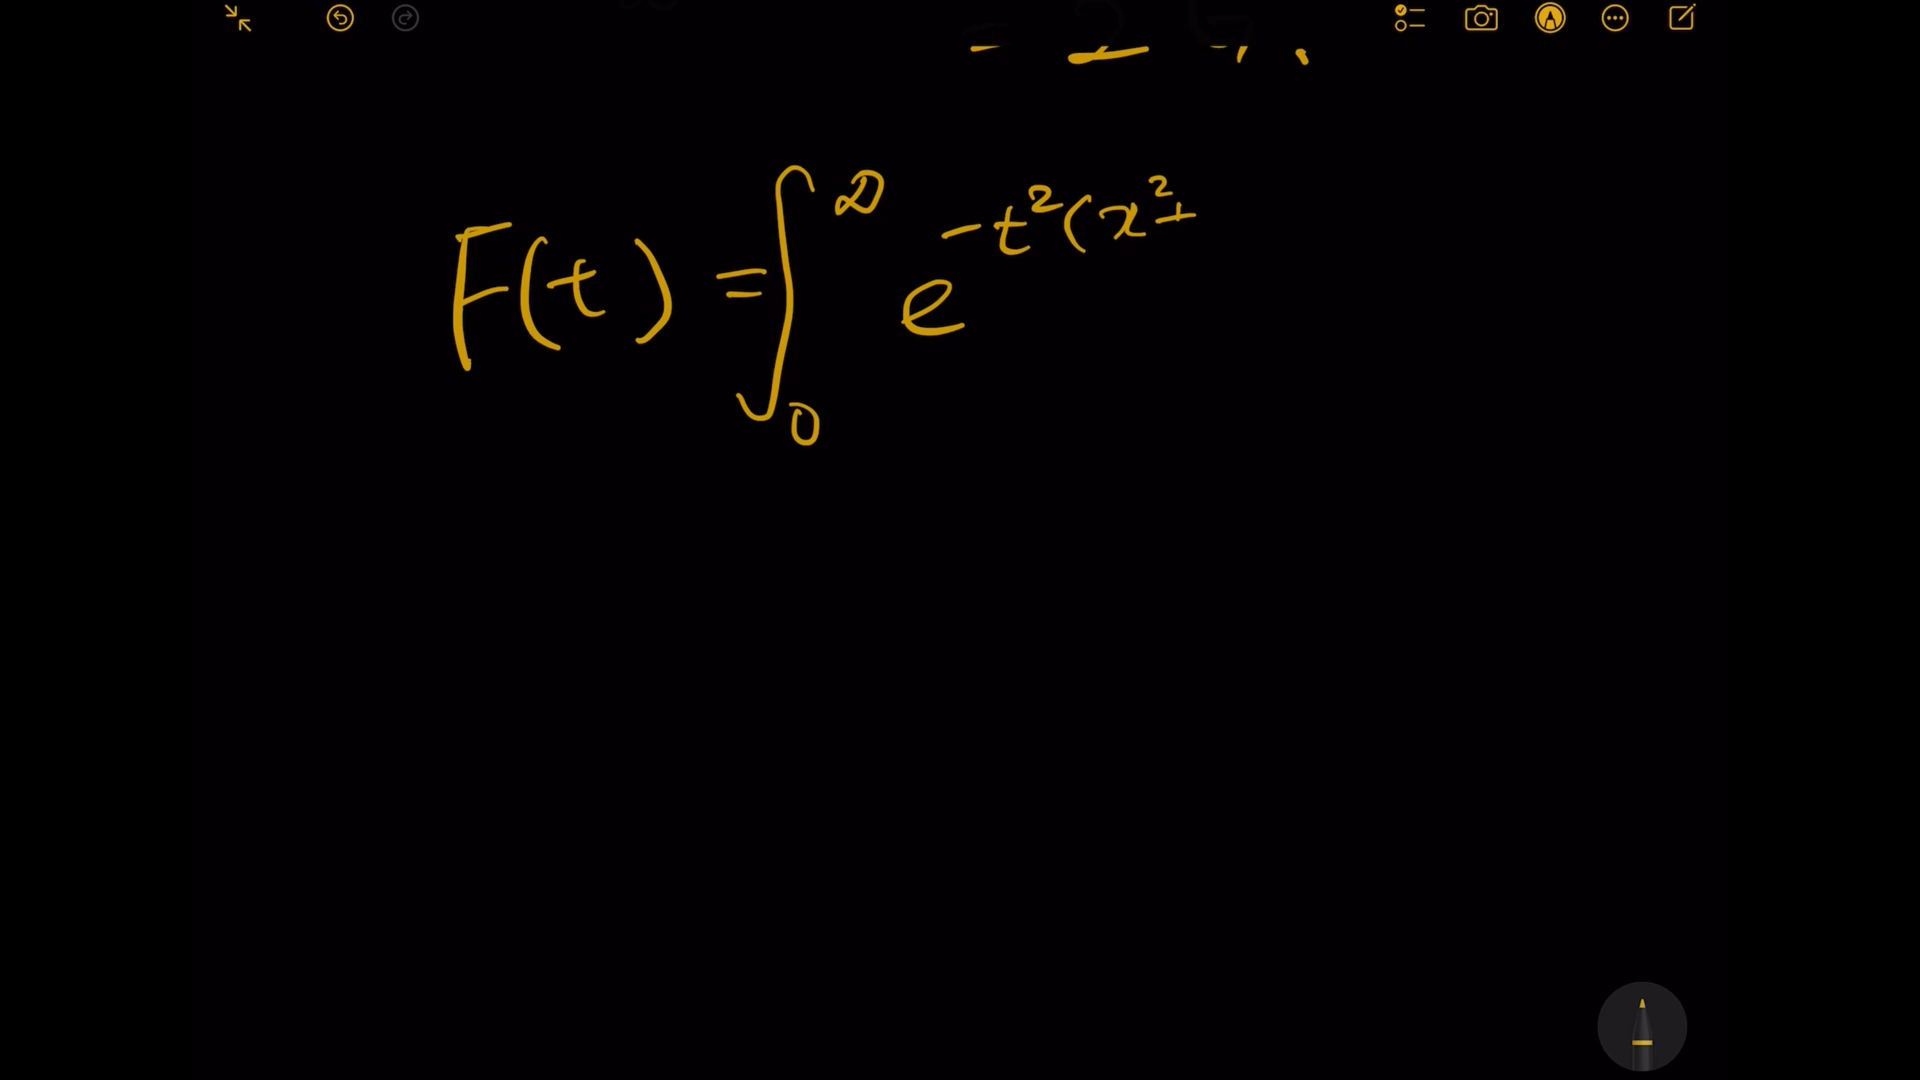 F(t) = ∫₀^∞ e^{-t²(x²+